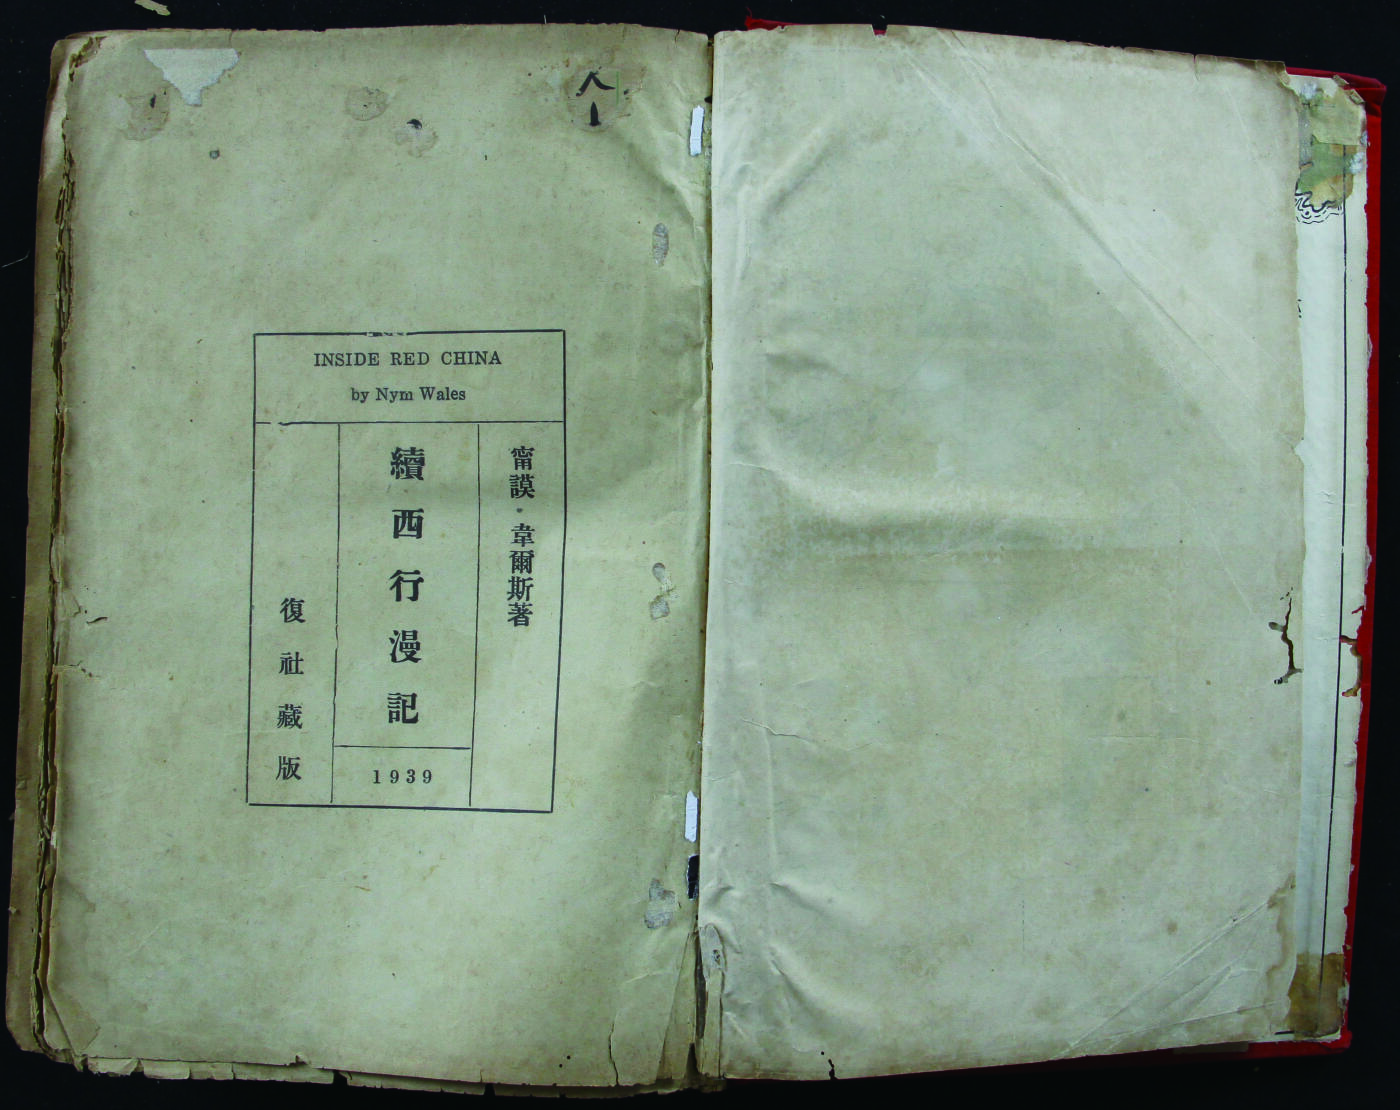 INSIDE RED CHINA
by Nym Wales
甯謨·韋爾斯著
續西行漫記
1939
復社藏版